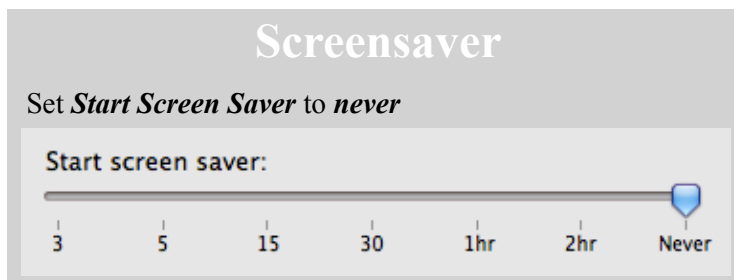 Screensaver
Set Start Screen Saver to never
Start screen saver:
3 5 15 30 1hr 2hr Never